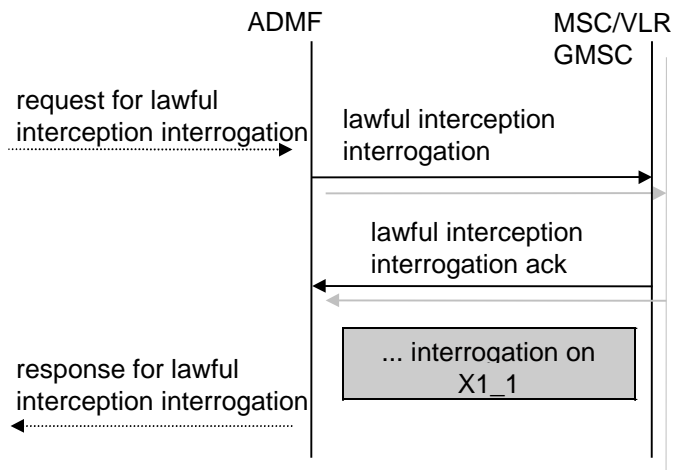 ADMF
MSC/VLR
GMSC
request for lawful
interception interrogation
lawful interception
interrogation
lawful interception
interrogation ack
... interrogation on
X1_1
response for lawful
interception interrogation